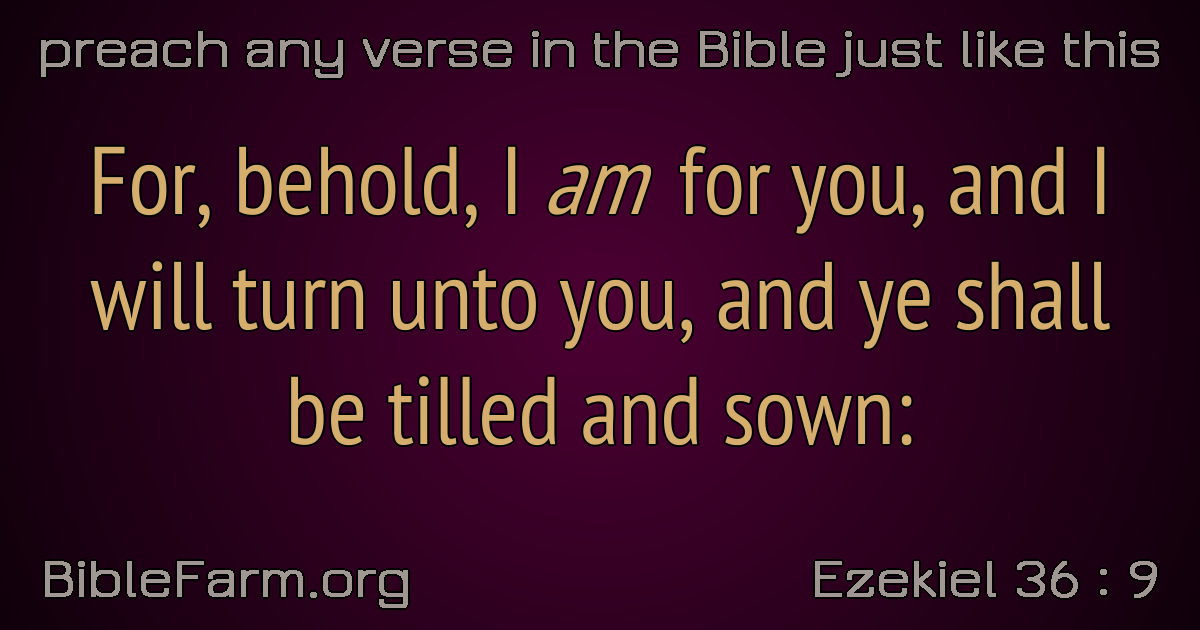 preach any verse in the Bible just like this
For, behold, I am for you, and I
will turn unto you, and ye shall
be tilled and sown:
BibleFarm.org
Ezekiel 36 : 9